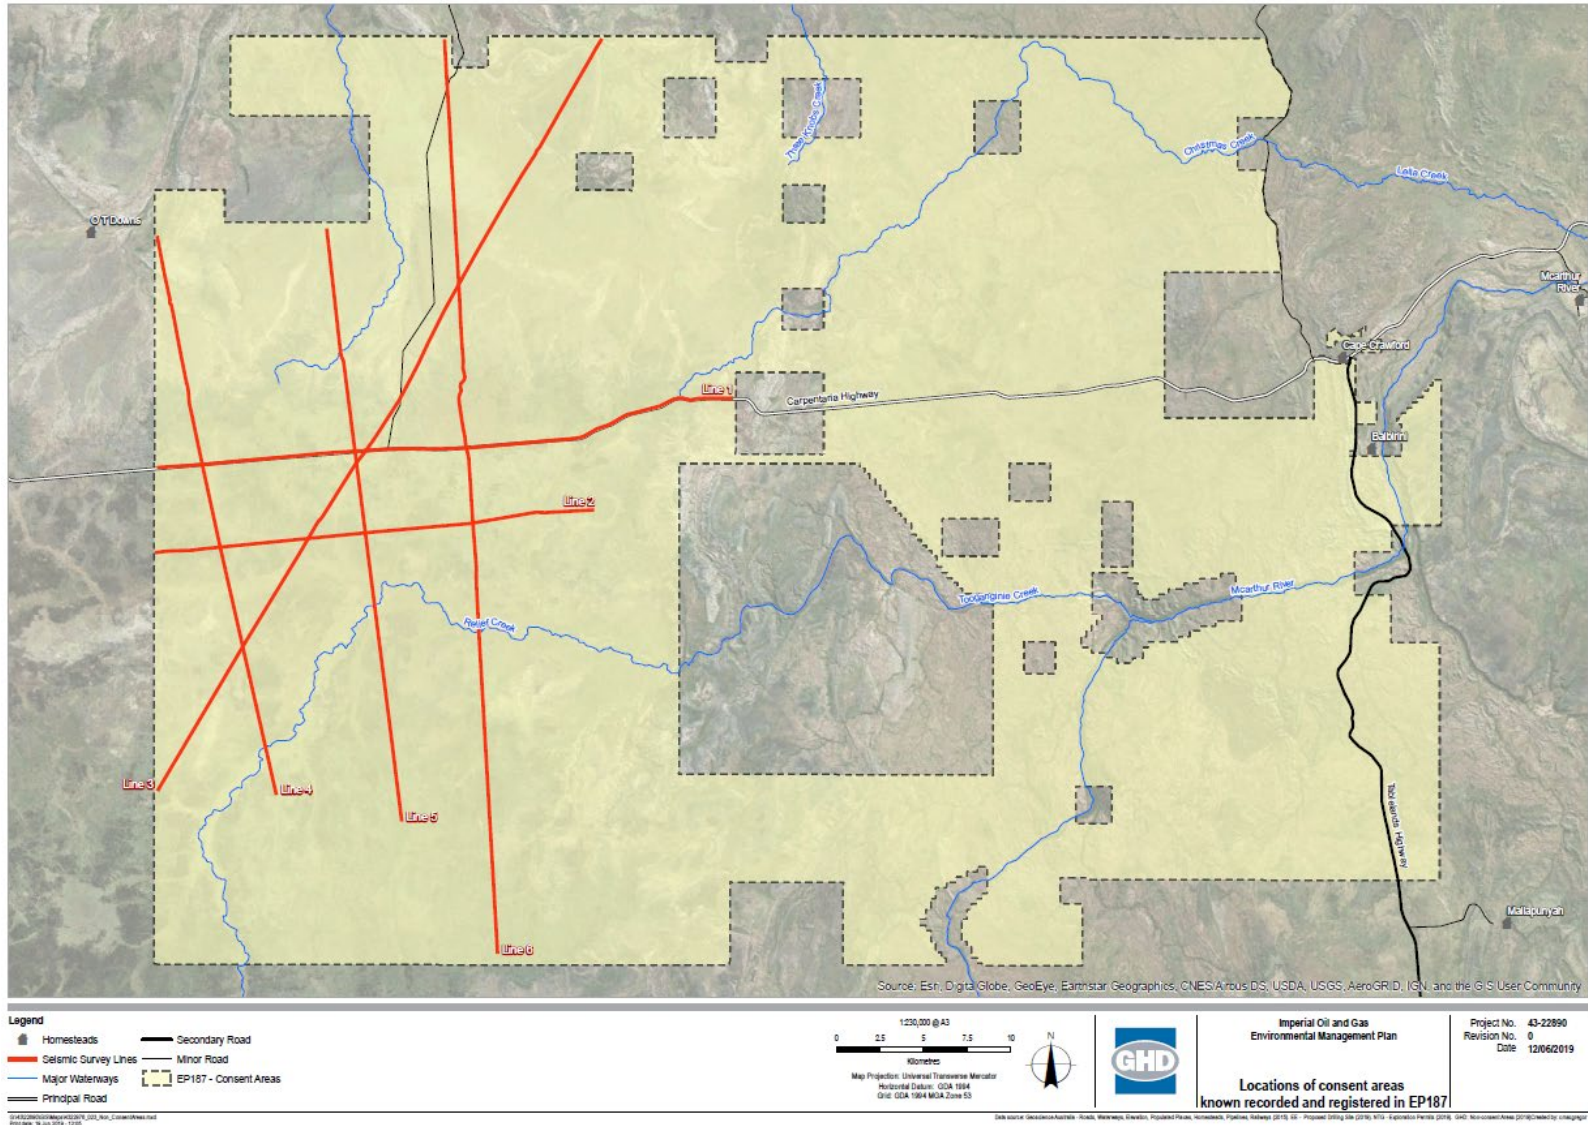 O T Downs
7haw Knobs Creek
Christmas Creek
Leila Creek
Mcarthur
River
Cape Crawford
Line 1
Carpentaria Highway
Balbirini
Line 2
Tooganginie Creek
Mcarthur River
Relief Creek
Line 3
Line 4
Line 5
Tablelands Highway
Mallapunyah
Line 6
Source: Esri, DigitalGlobe, GeoEye, Earthstar Geographics, CNES/Airbus DS, USDA, USGS, AeroGRID, IGN, and the GIS User Community
Legend
Homesteads
Secondary Road
Seismic Survey Lines
Minor Road
Major Waterways
EP187 - Consent Areas
Principal Road
1:230,000 @ A3
0 2.5 5 7.5 10
Kilometres
Map Projection: Universal Transverse Mercator
Horizontal Datum: GDA 1994
Grid: GDA 1994 MGA Zone 53
N
GHD
Imperial Oil and Gas
Environmental Management Plan
Locations of consent areas
known recorded and registered in EP187
Project No. 43-22890
Revision No. 0
Date 12/06/2019